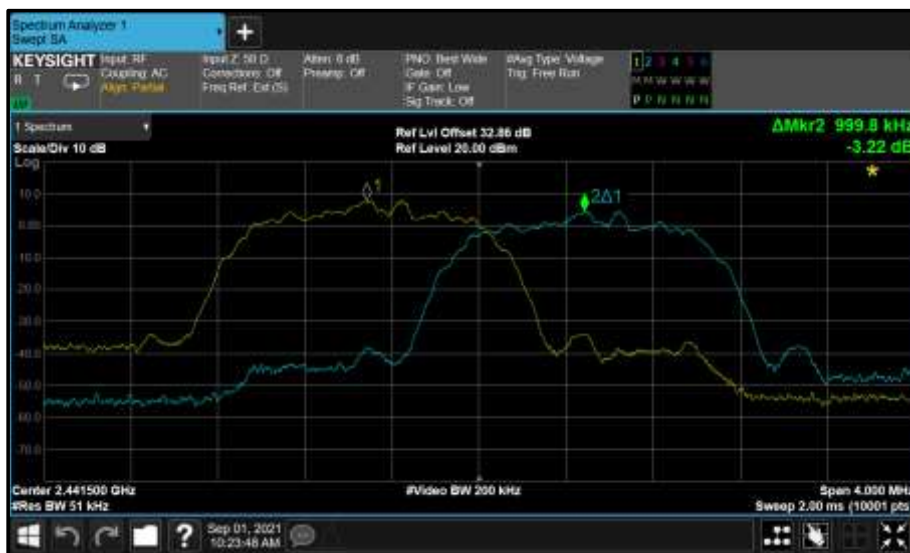 Spectrum Analyzer 1
Swept SA
+
KEYSIGHT Input: RF Input Z: 50 Ω Atten: 6 dB PNO: Best Wide #Avg Type: Voltage 1 2 3 4 5 6
R T Coupling: AC Corrections: Off Preamp: Off Gate: Off Trig: Free Run M W W W W
Align: Partial Freq Ref: Ext (S) IF Gain: Low
Sig Track: Off P P N N N N
1 Spectrum Ref Lvl Offset 32.86 dB ΔMkr2 999.8 kHz
Scale/Div 10 dB Ref Level 20.00 dBm -3.22 dB
Log
1
2Δ1
10.0
0.00
-10.0
-20.0
-30.0
-40.0
-50.0
-60.0
-70.0
Center 2.441500 GHz #Video BW 200 kHz Span 4.000 MHz
#Res BW 51 kHz Sweep 2.00 ms (10001 pts
? Sep 01, 2021
10:23:48 AM